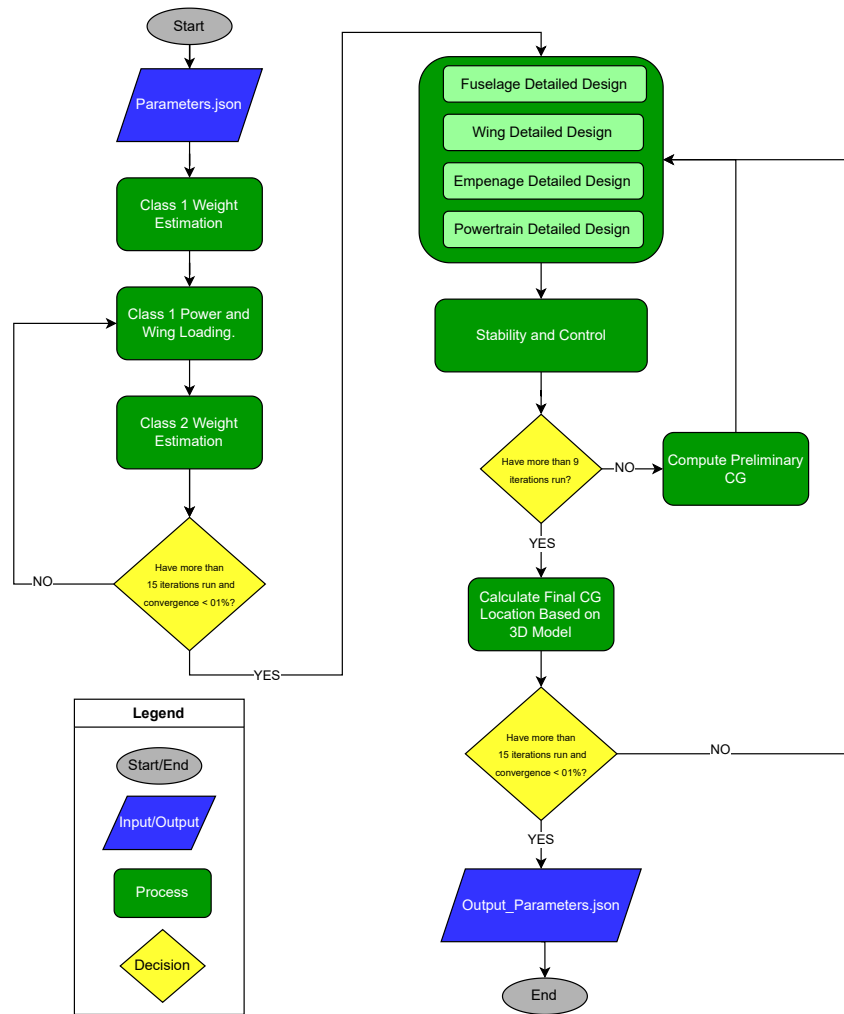 Start
Parameters.json
Class 1 Weight
Estimation
Class 1 Power and
Wing Loading.
Class 2 Weight
Estimation
Have more than
15 iterations run and
convergence < 01%?
NO
YES
Fuselage Detailed Design
Wing Detailed Design
Empenage Detailed Design
Powertrain Detailed Design
Stability and Control
Have more than 9
iterations run?
NO
Compute Preliminary
CG
YES
Calculate Final CG
Location Based on
3D Model
Have more than
15 iterations run and
convergence < 01%?
NO
YES
Output_Parameters.json
End
Legend
Start/End
Input/Output
Process
Decision